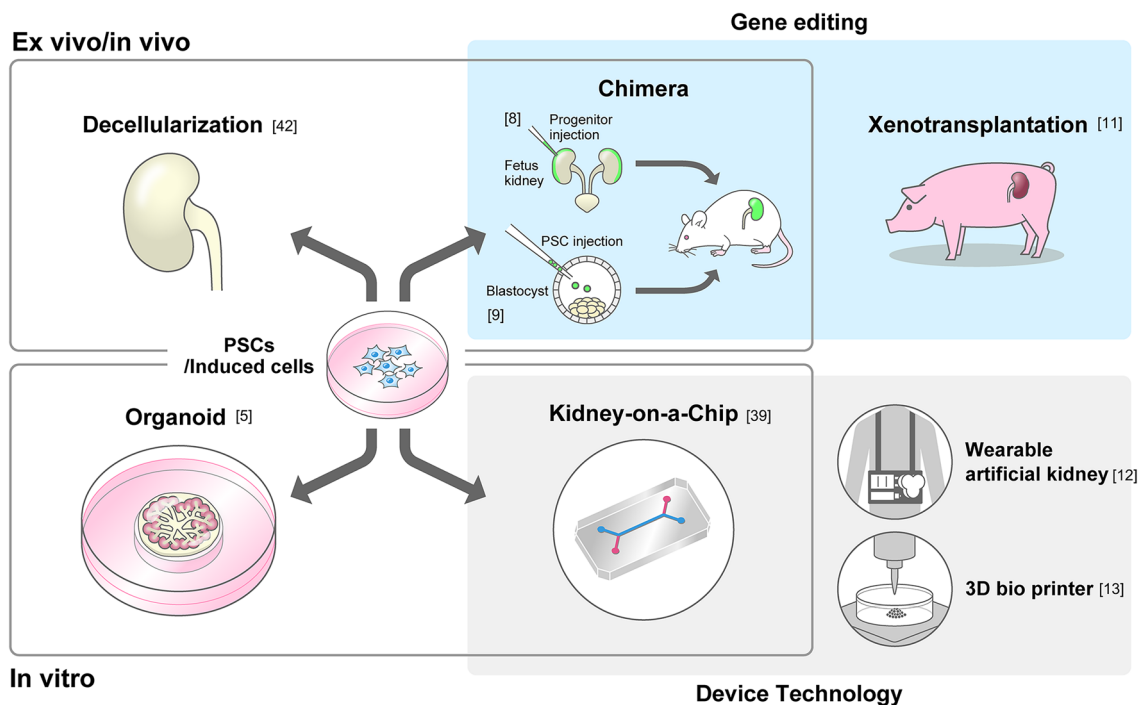 Gene editing
Ex vivo/in vivo
Chimera
Decellularization [42]
[8] Progenitor
injection
Fetus
kidney
Xenotransplantation [11]
PSC injection
Blastocyst
[9]
PSCs
/Induced cells
Organoid [5]
Kidney-on-a-Chip [39]
Wearable
artificial kidney [12]
3D bio printer [13]
In vitro
Device Technology